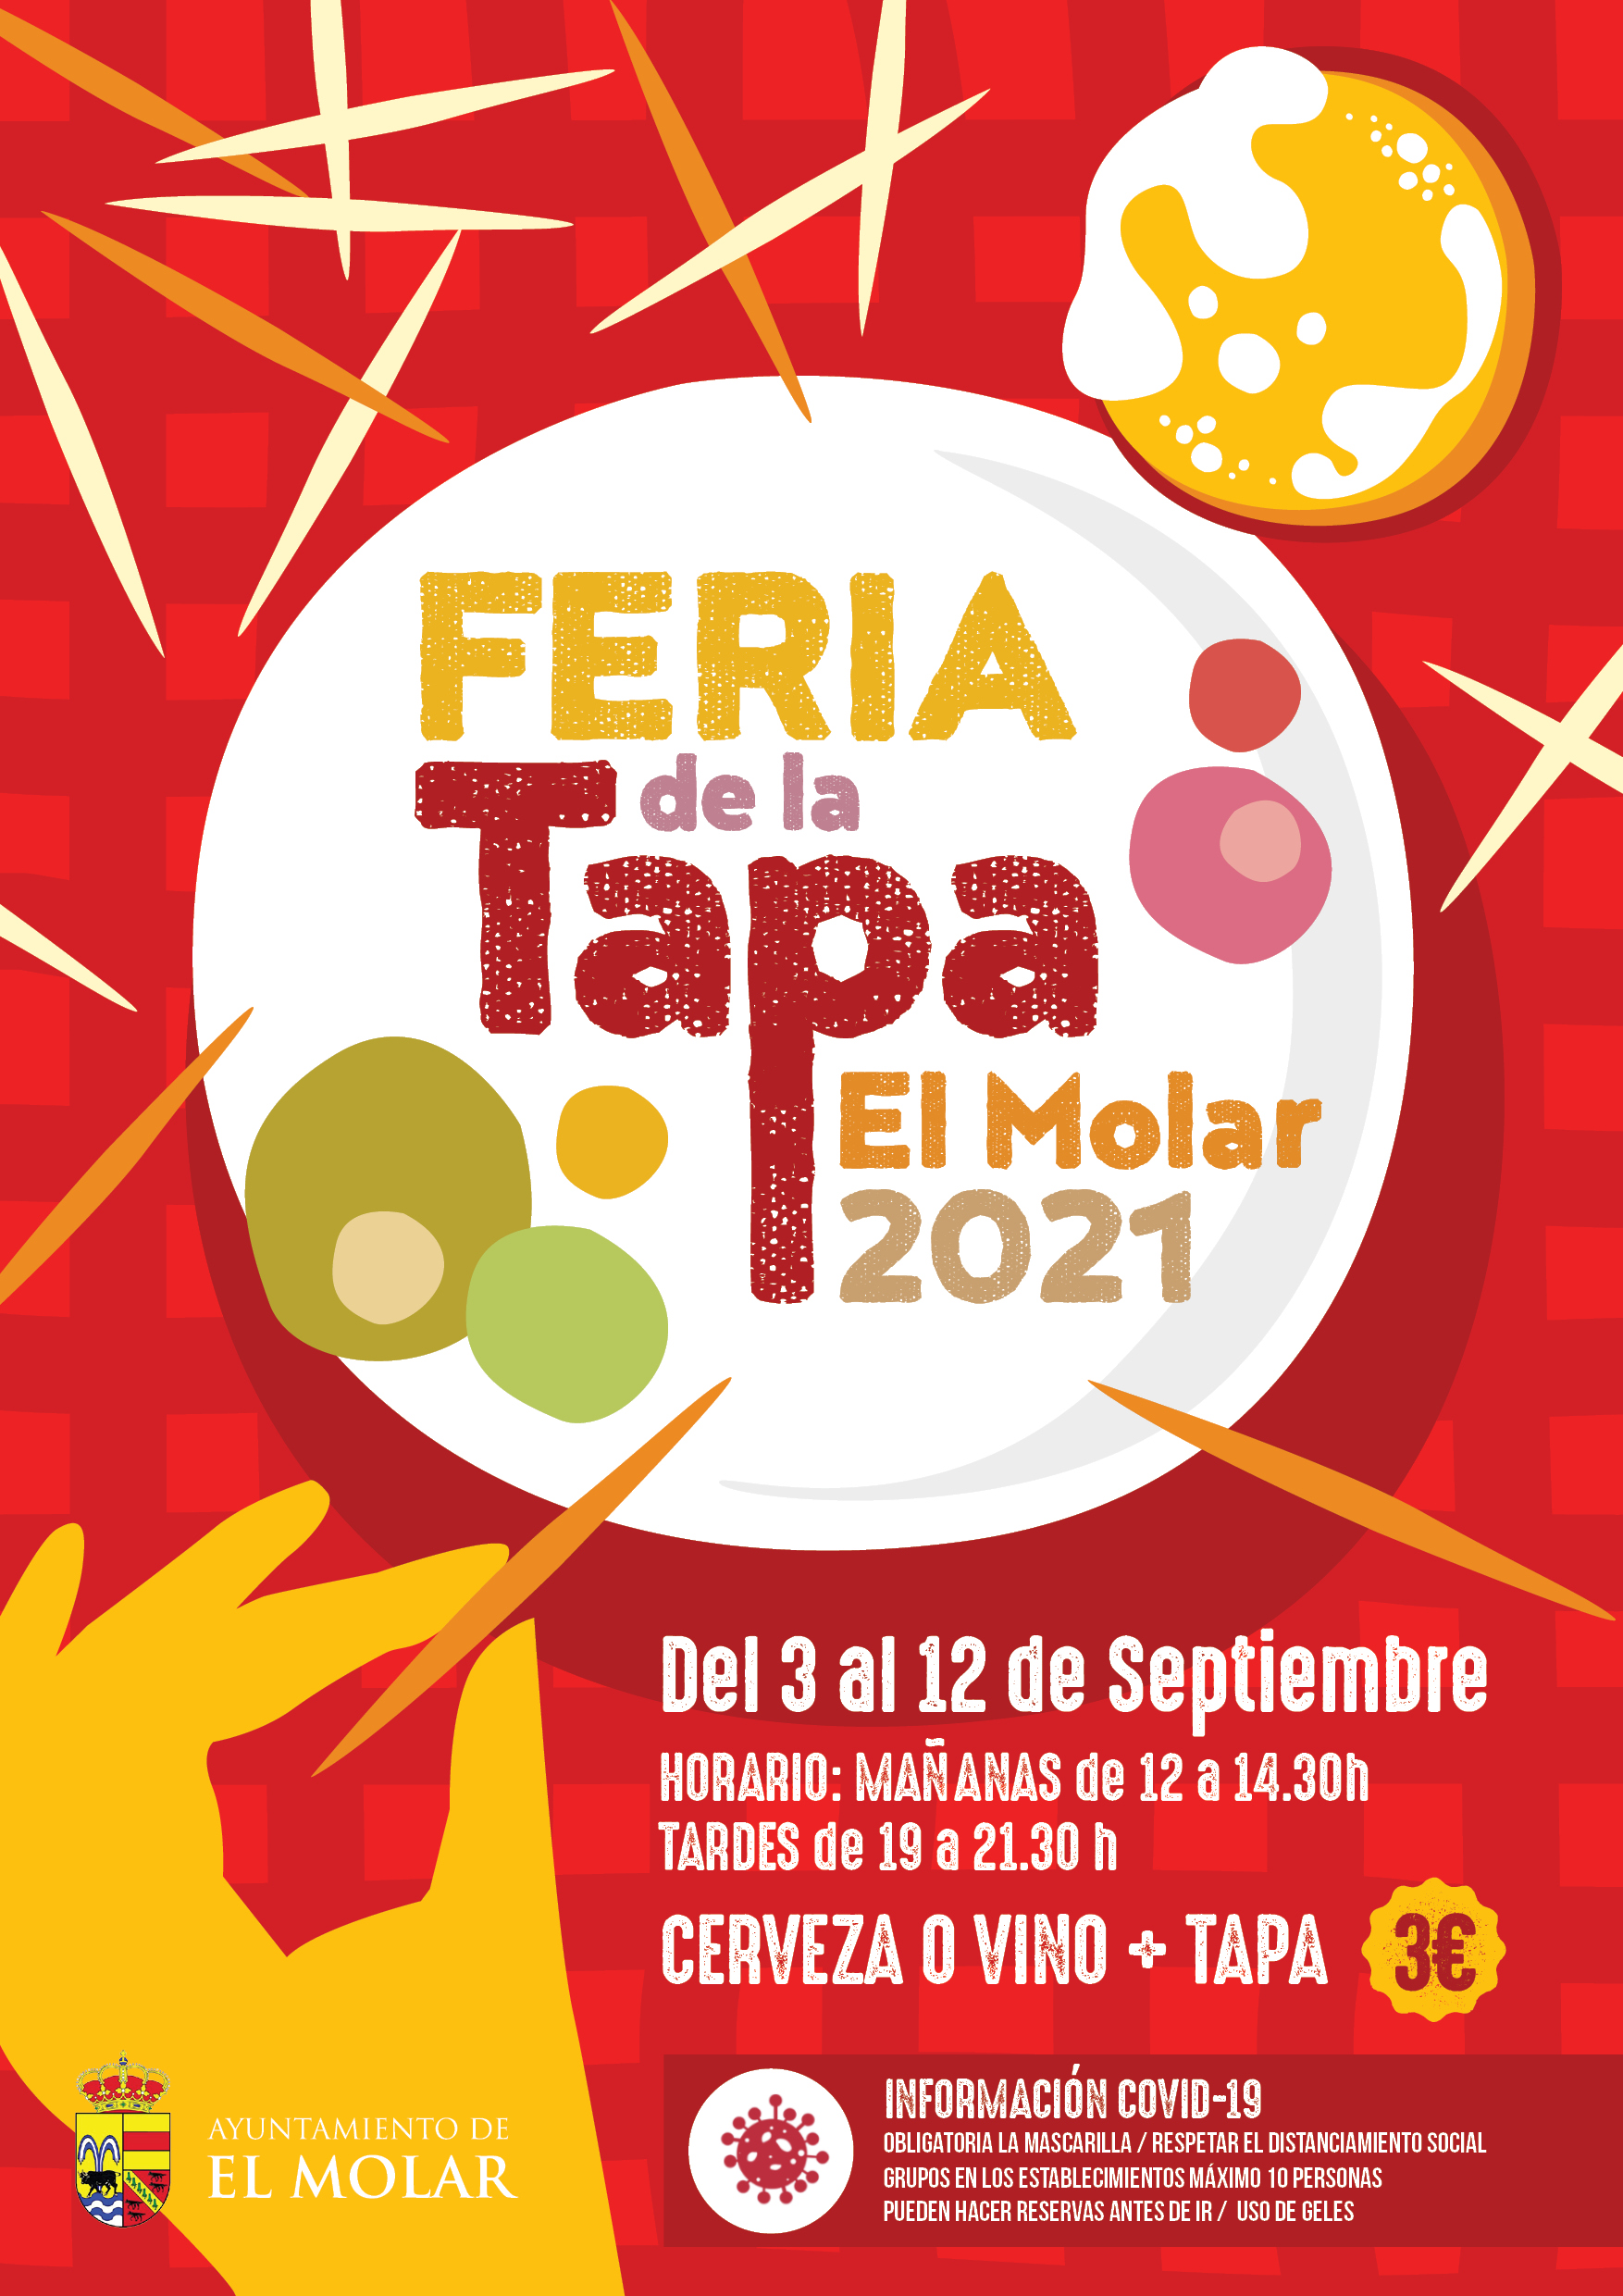 FERIA
de la
Tapa
El Molar
2021
Del 3 al 12 de Septiembre
HORARIO: MAÑANAS de 12 a 14.30h
TARDES de 19 a 21.30 h
CERVEZA O VINO + TAPA 3€
INFORMACIÓN COVID-19
OBLIGATORIA LA MASCARILLA / RESPETAR EL DISTANCIAMIENTO SOCIAL
GRUPOS EN LOS ESTABLECIMIENTOS MÁXIMO 10 PERSONAS
PUEDEN HACER RESERVAS ANTES DE IR / USO DE GELES
AYUNTAMIENTO DE
EL MOLAR